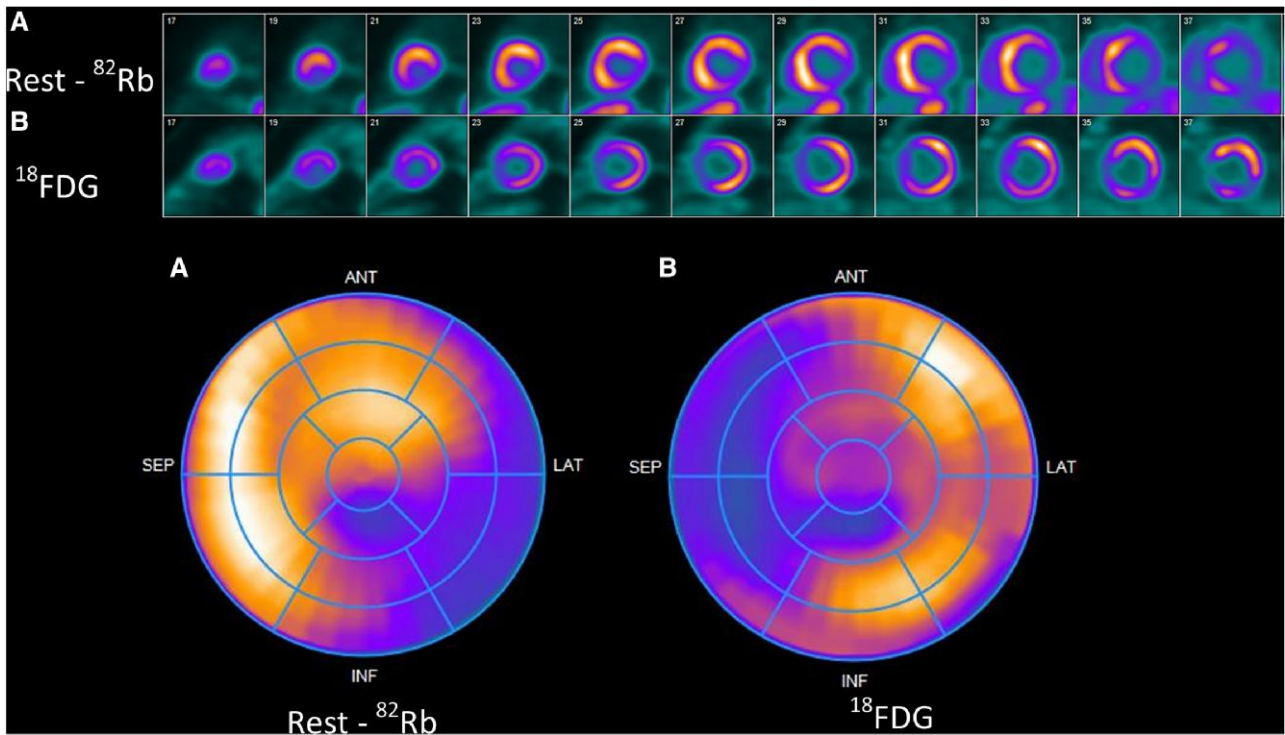 A
17 19 21 23 25 27 29 31 33 35 37
Rest - ⁸²Rb
B
17 19 21 23 25 27 29 31 33 35 37
¹⁸FDG
A
ANT
SEP
LAT
INF
Rest - ⁸²Rb
B
ANT
SEP
LAT
INF
¹⁸FDG